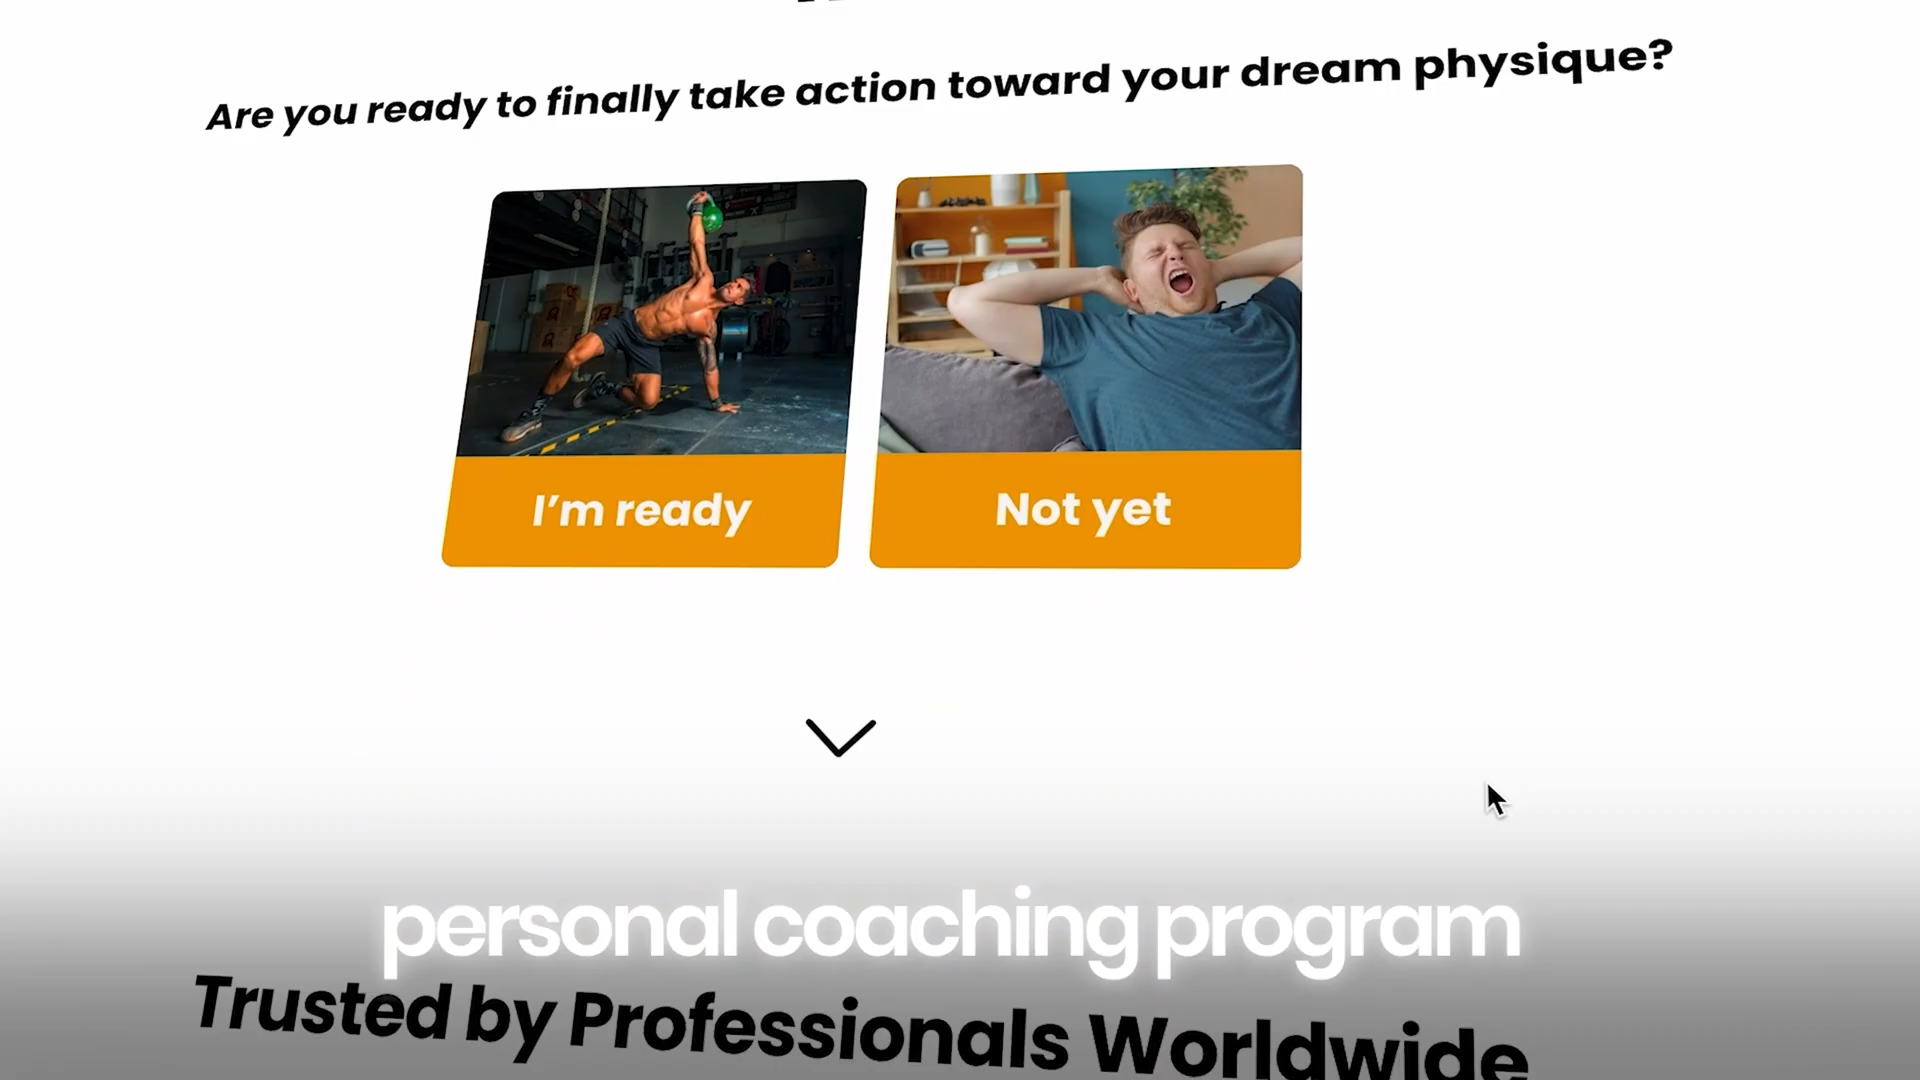 Are you ready to finally take action toward your dream physique?
I’m ready
Not yet
personal coaching program
Trusted by Professionals Worldwide